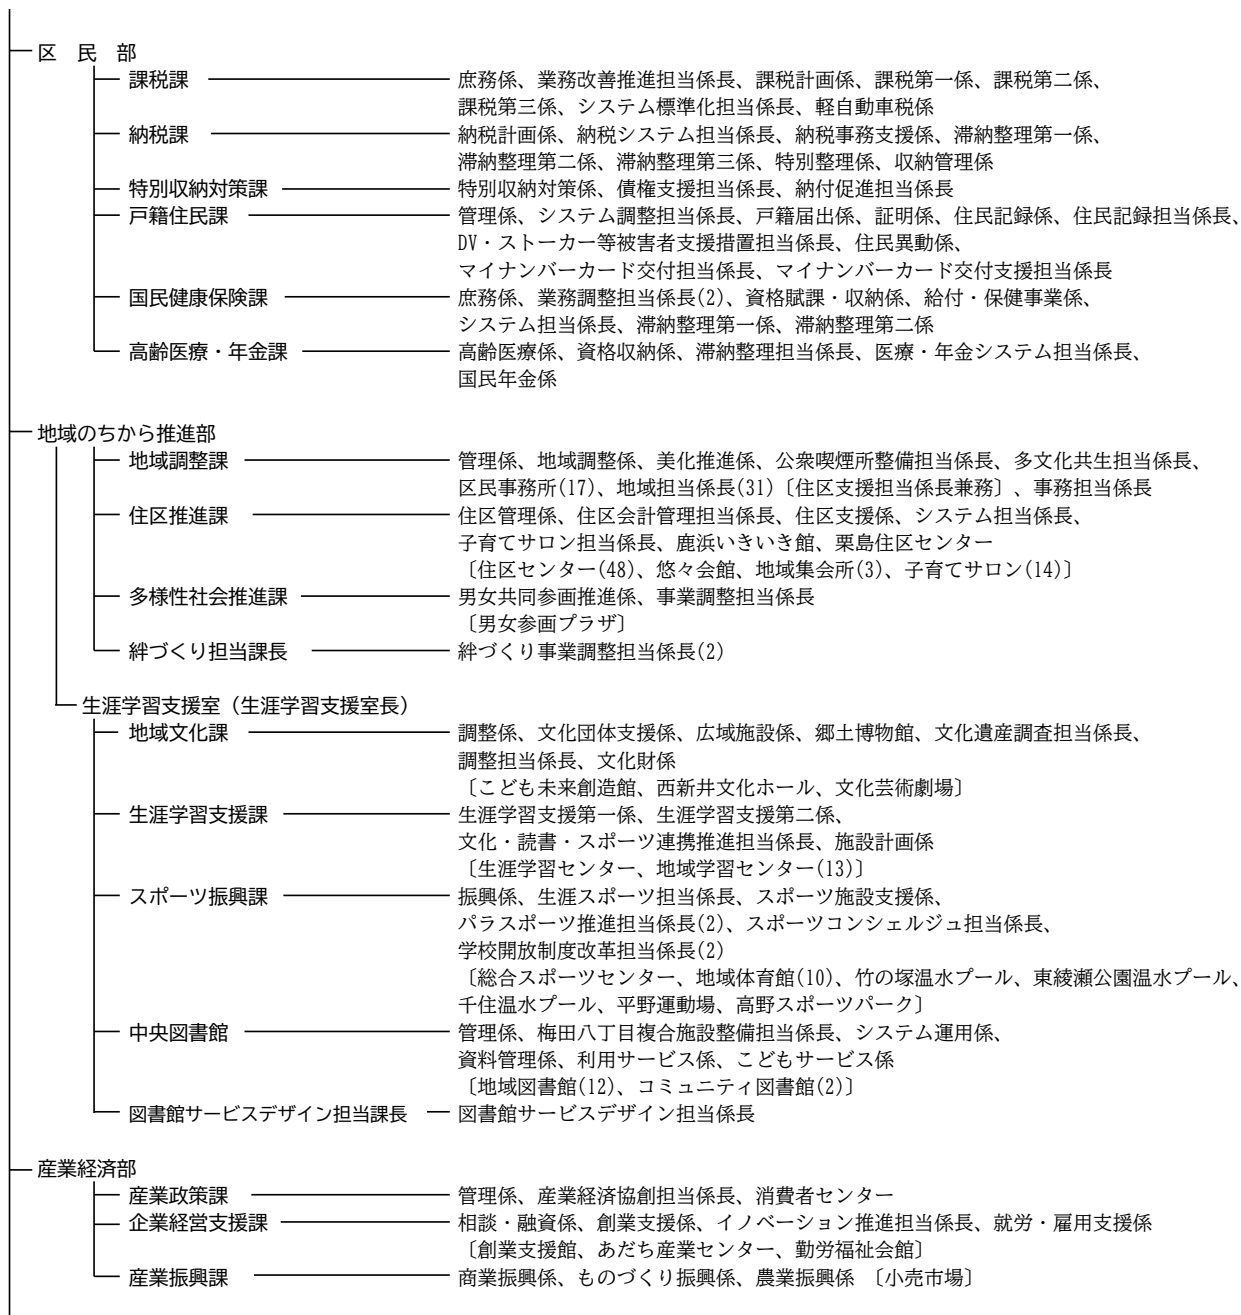 区　民　部
課税課　庶務係、業務改善推進担当係長、課税計画係、課税第一係、課税第二係、
課税第三係、システム標準化担当係長、軽自動車税係
納税課　納税計画係、納税システム担当係長、納税事務支援係、滞納整理第一係、
滞納整理第二係、滞納整理第三係、特別整理係、収納管理係
特別収納対策課　特別収納対策係、債権支援担当係長、納付促進担当係長
戸籍住民課　管理係、システム調整担当係長、戸籍届出係、証明係、住民記録係、住民記録担当係長、
DV・ストーカー等被害者支援措置担当係長、住民異動係、
マイナンバーカード交付担当係長、マイナンバーカード交付支援担当係長
国民健康保険課　庶務係、業務調整担当係長(2)、資格賦課・収納係、給付・保健事業係、
システム担当係長、滞納整理第一係、滞納整理第二係
高齢医療・年金課　高齢医療係、資格収納係、滞納整理担当係長、医療・年金システム担当係長、
国民年金係
地域のちから推進部
地域調整課　管理係、地域調整係、美化推進係、公衆喫煙所整備担当係長、多文化共生担当係長、
区民事務所(17)、地域担当係長(31)〔住区支援担当係長兼務〕、事務担当係長
住区推進課　住区管理係、住区会計管理担当係長、住区支援係、システム担当係長、
子育てサロン担当係長、鹿浜いきいき館、栗島住区センター
〔住区センター(48)、悠々会館、地域集会所(3)、子育てサロン(14)〕
多様性社会推進課　男女共同参画推進係、事業調整担当係長
〔男女参画プラザ〕
絆づくり担当課長　絆づくり事業調整担当係長(2)
生涯学習支援室（生涯学習支援室長）
地域文化課　調整係、文化団体支援係、広域施設係、郷土博物館、文化遺産調査担当係長、
調整担当係長、文化財係
〔こども未来創造館、西新井文化ホール、文化芸術劇場〕
生涯学習支援課　生涯学習支援第一係、生涯学習支援第二係、
文化・読書・スポーツ連携推進担当係長、施設計画係
〔生涯学習センター、地域学習センター(13)〕
スポーツ振興課　振興係、生涯スポーツ担当係長、スポーツ施設支援係、
パラスポーツ推進担当係長(2)、スポーツコンシェルジュ担当係長、
学校開放制度改革担当係長(2)
〔総合スポーツセンター、地域体育館(10)、竹の塚温水プール、東綾瀬公園温水プール、
千住温水プール、平野運動場、高野スポーツパーク〕
中央図書館　管理係、梅田八丁目複合施設整備担当係長、システム運用係、
資料管理係、利用サービス係、こどもサービス係
〔地域図書館(12)、コミュニティ図書館(2)〕
図書館サービスデザイン担当課長　図書館サービスデザイン担当係長
産業経済部
産業政策課　管理係、産業経済協創担当係長、消費者センター
企業経営支援課　相談・融資係、創業支援係、イノベーション推進担当係長、就労・雇用支援係
〔創業支援館、あだち産業センター、勤労福祉会館〕
産業振興課　商業振興係、ものづくり振興係、農業振興係　〔小売市場〕